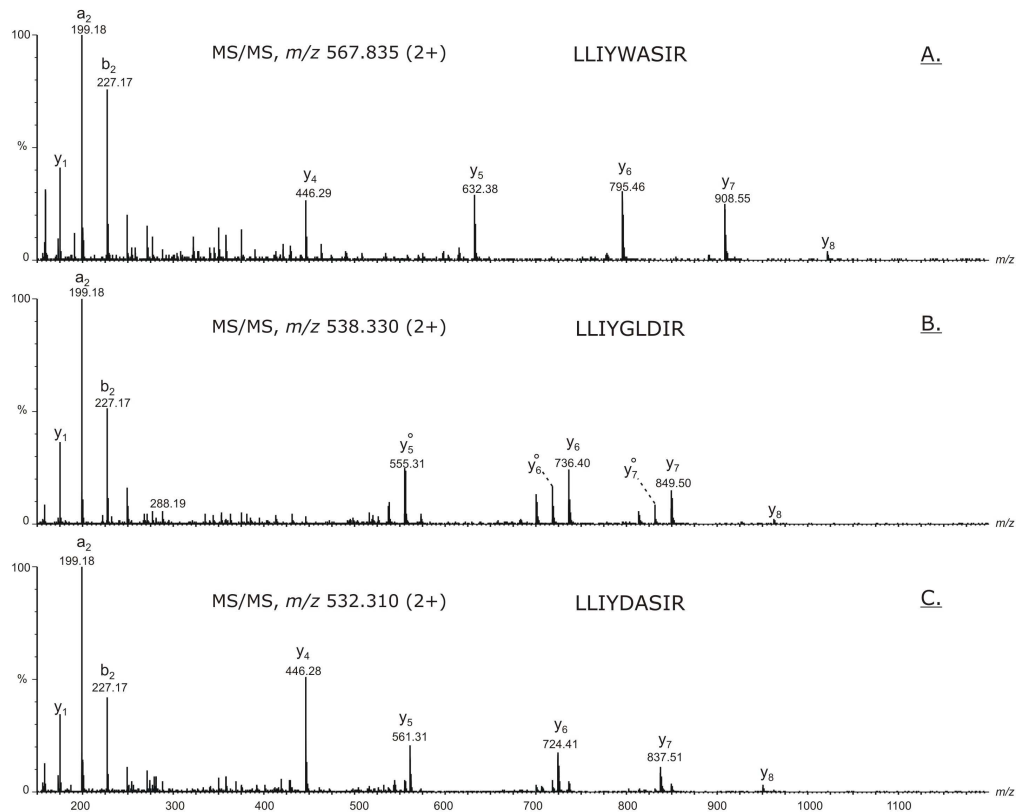 a2
199.18
100
MS/MS, m/z 567.835 (2+)
LLIYWASIR
A.
b2
227.17
%
y1
y4
446.29
y5
632.38
y6
795.46
y7
908.55
y8
0
m/z
a2
199.18
100
MS/MS, m/z 538.330 (2+)
LLIYGLDIR
B.
b2
227.17
%
y1
288.19
y5°
555.31
y6°
y6
736.40
y7°
y7
849.50
y8
0
m/z
a2
199.18
100
MS/MS, m/z 532.310 (2+)
LLIYDASIR
C.
b2
227.17
%
y1
y4
446.28
y5
561.31
y6
724.41
y7
837.51
y8
0
m/z
200 300 400 500 600 700 800 900 1000 1100